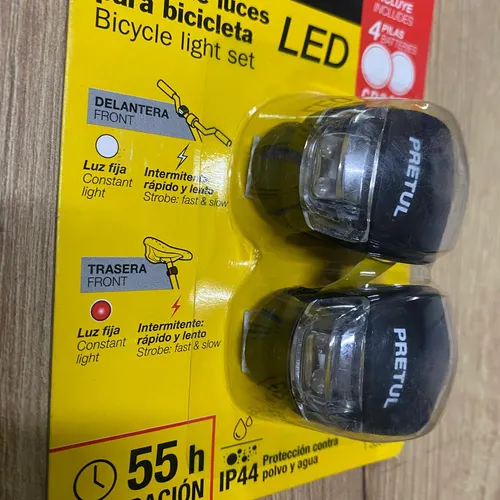 luces
para bicicleta
Bicycle light set
LED
INCLUYE
INCLUDES
4 PILAS
BATTERIES
DELANTERA
FRONT
Luz fija
Constant
light
Intermitente:
rápido y lento
Strobe: fast & slow
TRASERA
FRONT
Luz fija
Constant
light
Intermitente:
rápido y lento
Strobe: fast & slow
PRETUL
PRETUL
55 h
IP44
Protección contra
polvo y agua